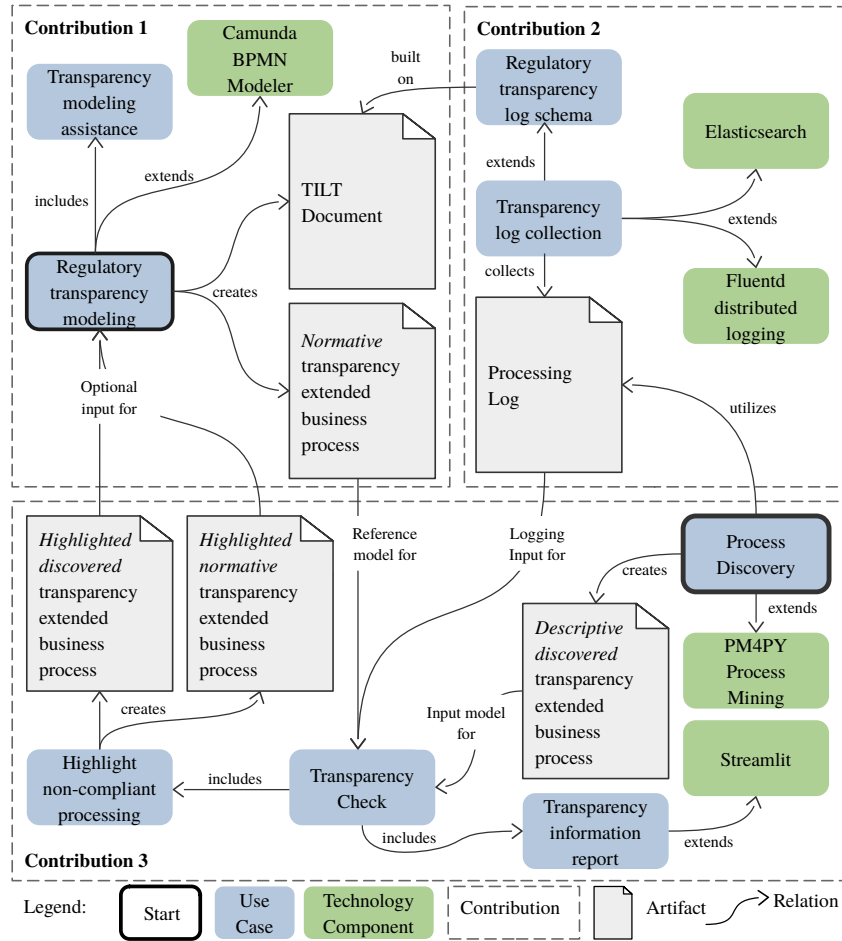 Contribution 1
Transparency
modeling
assistance
Camunda
BPMN
Modeler
built
on
includes
extends
TILT
Document
Regulatory
transparency
modeling
creates
Normative
transparency
extended
business
process
Optional
input for
Contribution 2
Regulatory
transparency
log schema
Elasticsearch
extends
Transparency
log collection
extends
collects
Fluentd
distributed
logging
Processing
Log
utilizes
Highlighted
discovered
transparency
extended
business
process
Highlighted
normative
transparency
extended
business
process
Reference
model for
Logging
Input for
Process
Discovery
creates
extends
Descriptive
discovered
transparency
extended
business
process
PM4PY
Process
Mining
creates
Input model
for
Highlight
non-compliant
processing
includes
Transparency
Check
Streamlit
includes
Transparency
information
report
extends
Contribution 3
Legend:
Start
Use
Case
Technology
Component
Contribution
Artifact
Relation